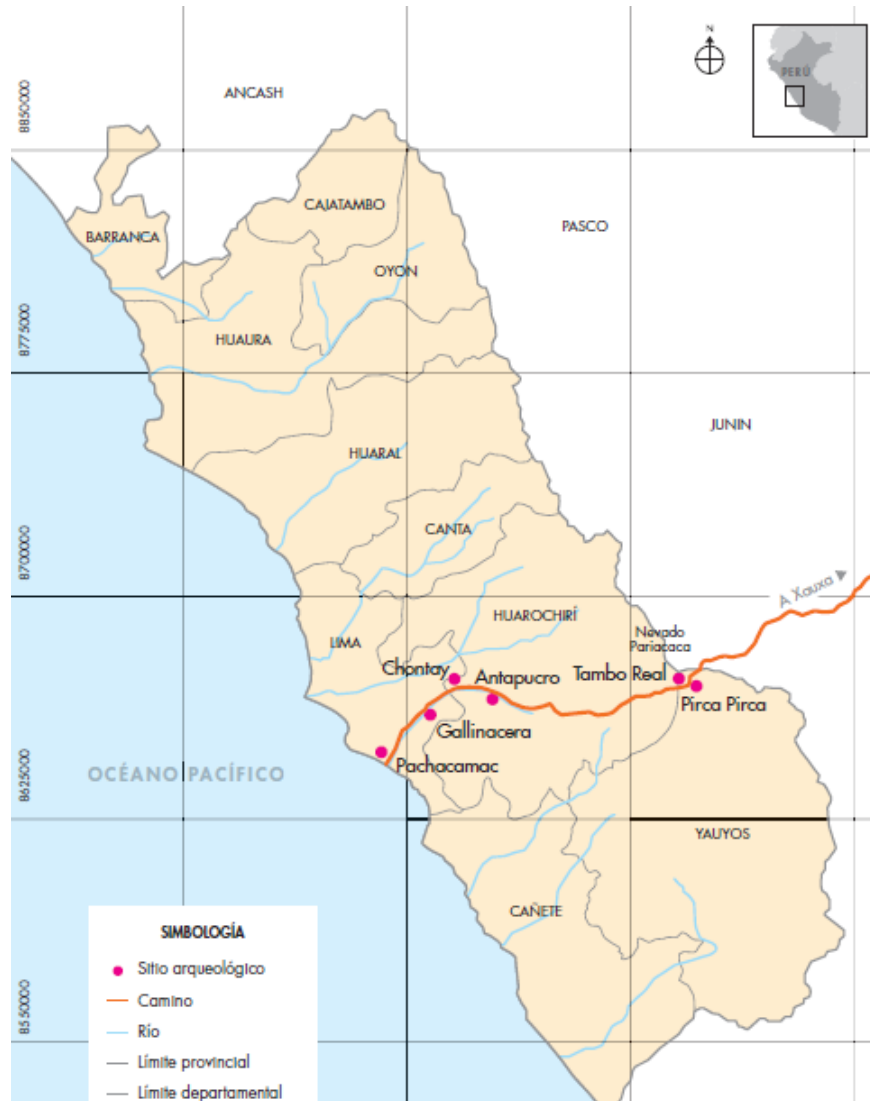 N
PERÚ
ANCASH
8850000
CAJATAMBO
BARRANCA
PASCO
OYON
8775000
HUAURA
JUNIN
HUARAL
CANTA
8700000
A Xauxa
HUAROCHIRÍ
LIMA
Nevado
Pariacaca
Chontay
Antapucro
Tambo Real
Pirca Pirca
Gallinacera
Pachacamac
OCÉANO PACÍFICO
8625000
YAUYOS
CAÑETE
SIMBOLOGÍA
Sitio arqueológico
Camino
8550000
Río
Límite provincial
Límite departamental